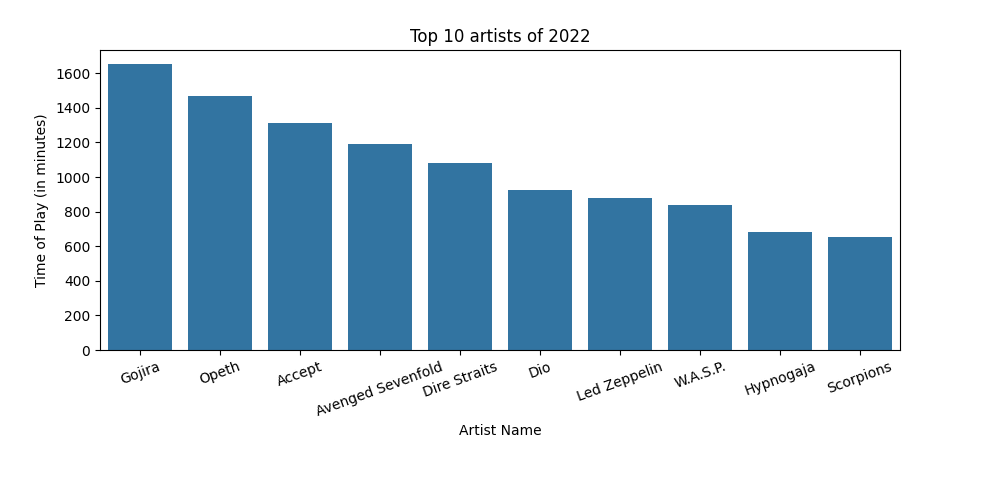 Top 10 artists of 2022
Time of Play (in minutes)
1600
1400
1200
1000
800
600
400
200
0
Gojira
Opeth
Accept
Avenged Sevenfold
Dire Straits
Dio
Led Zeppelin
W.A.S.P.
Hypnogaja
Scorpions
Artist Name